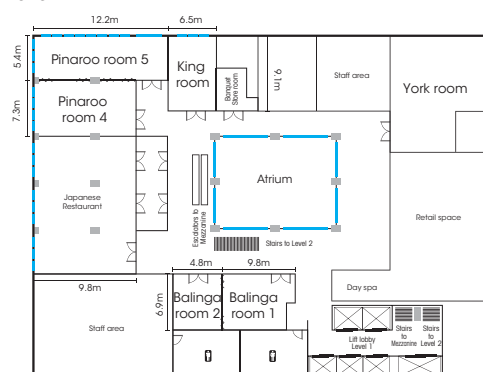 12.2m
6.5m
5.4m
Pinaroo room 5
King
room
Banquet
Store room
9.1m
Staff area
York room
7.3m
Pinaroo
room 4
Atrium
Japanese
Restaurant
Escalators to
Mezzanine
Retail space
Stairs to Level 2
4.8m
9.8m
9.8m
Day spa
6.9m
Balinga
room 2
Balinga
room 1
Staff area
Lift lobby
Level 1
Stairs
to
Mezzanine
Stairs
to
Level 2